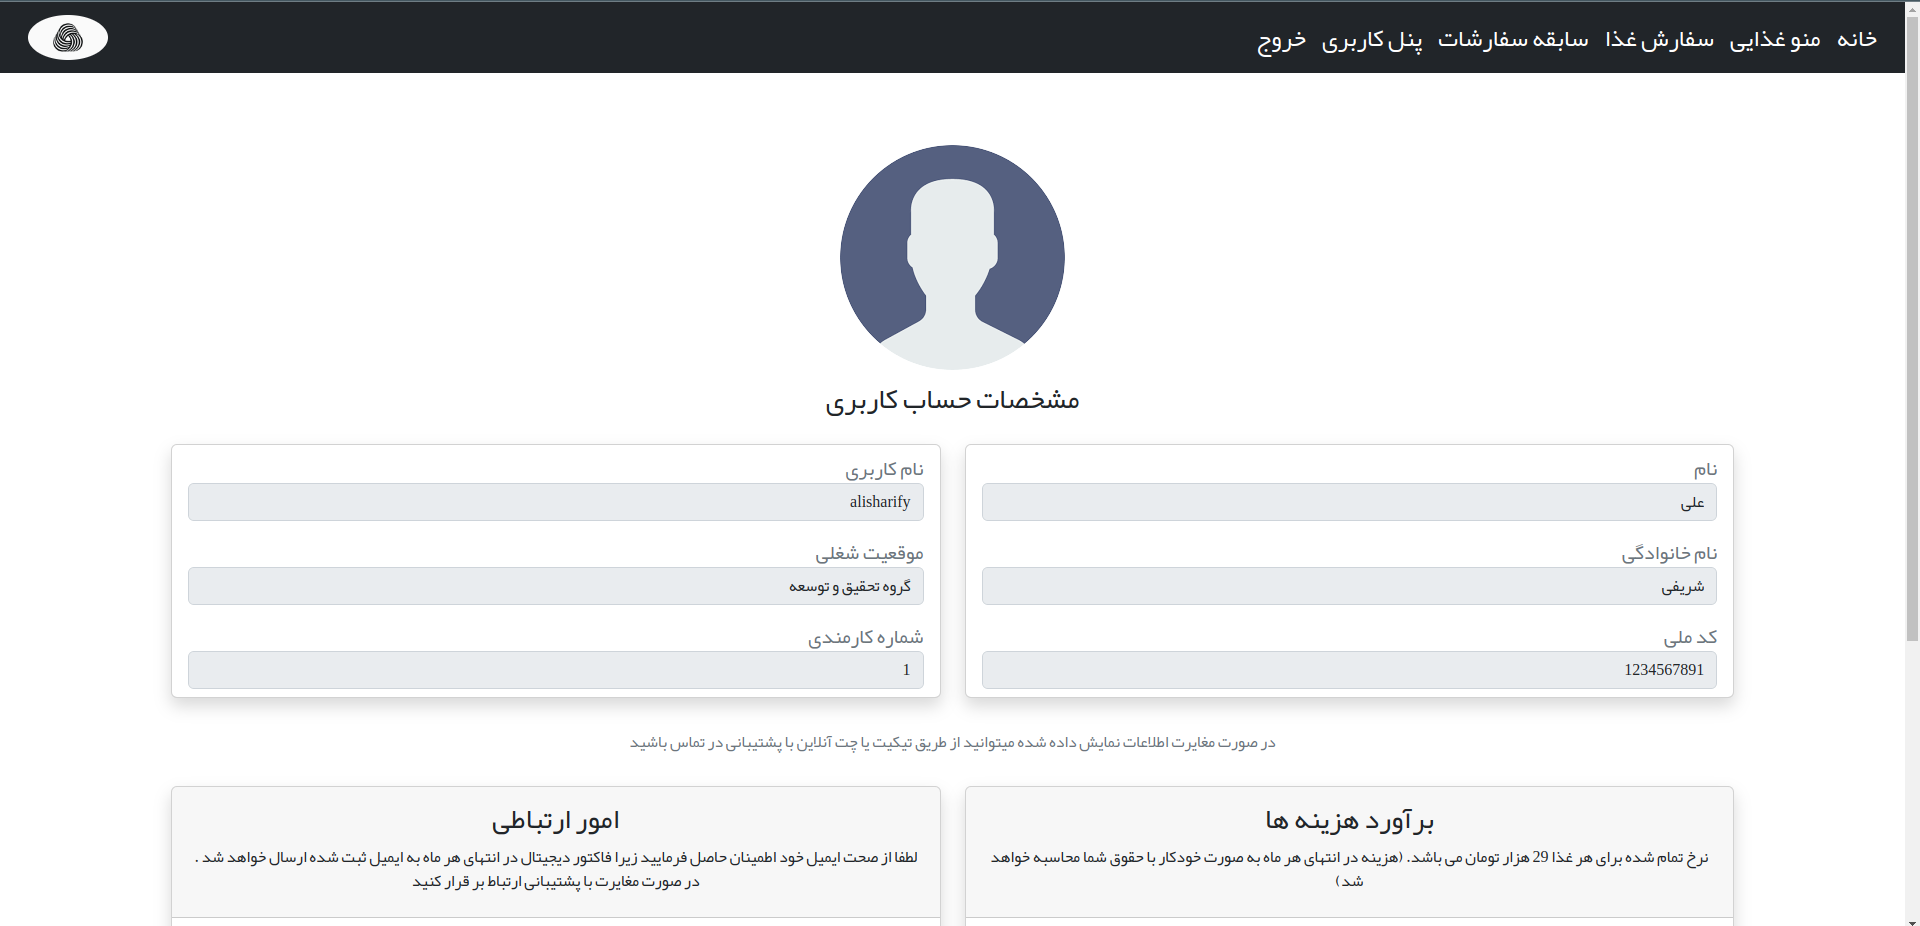 خانه منو غذایی سفارش غذا سابقه سفارشات پنل کاربری خروج
مشخصات حساب کاربری
نام
علی
نام خانوادگی
شریفی
کد ملی
1234567891
نام کاربری
alisharify
موقعیت شغلی
گروه تحقیق و توسعه
شماره کارمندی
1
در صورت مغایرت اطلاعات نمایش داده شده میتوانید از طریق تیکیت یا چت آنلاین با پشتیبانی در تماس باشید
برآورد هزینه ها
نرخ تمام شده برای هر غذا 29 هزار تومان می باشد. (هزینه در انتهای هر ماه به صورت خودکار با حقوق شما محاسبه خواهد
شد)
امور ارتباطی
لطفا از صحت ایمیل خود اطمینان حاصل فرمایید زیرا فاکتور دیجیتال در انتهای هر ماه به ایمیل ثبت شده ارسال خواهد شد .
در صورت مغایرت با پشتیبانی ارتباط بر قرار کنید